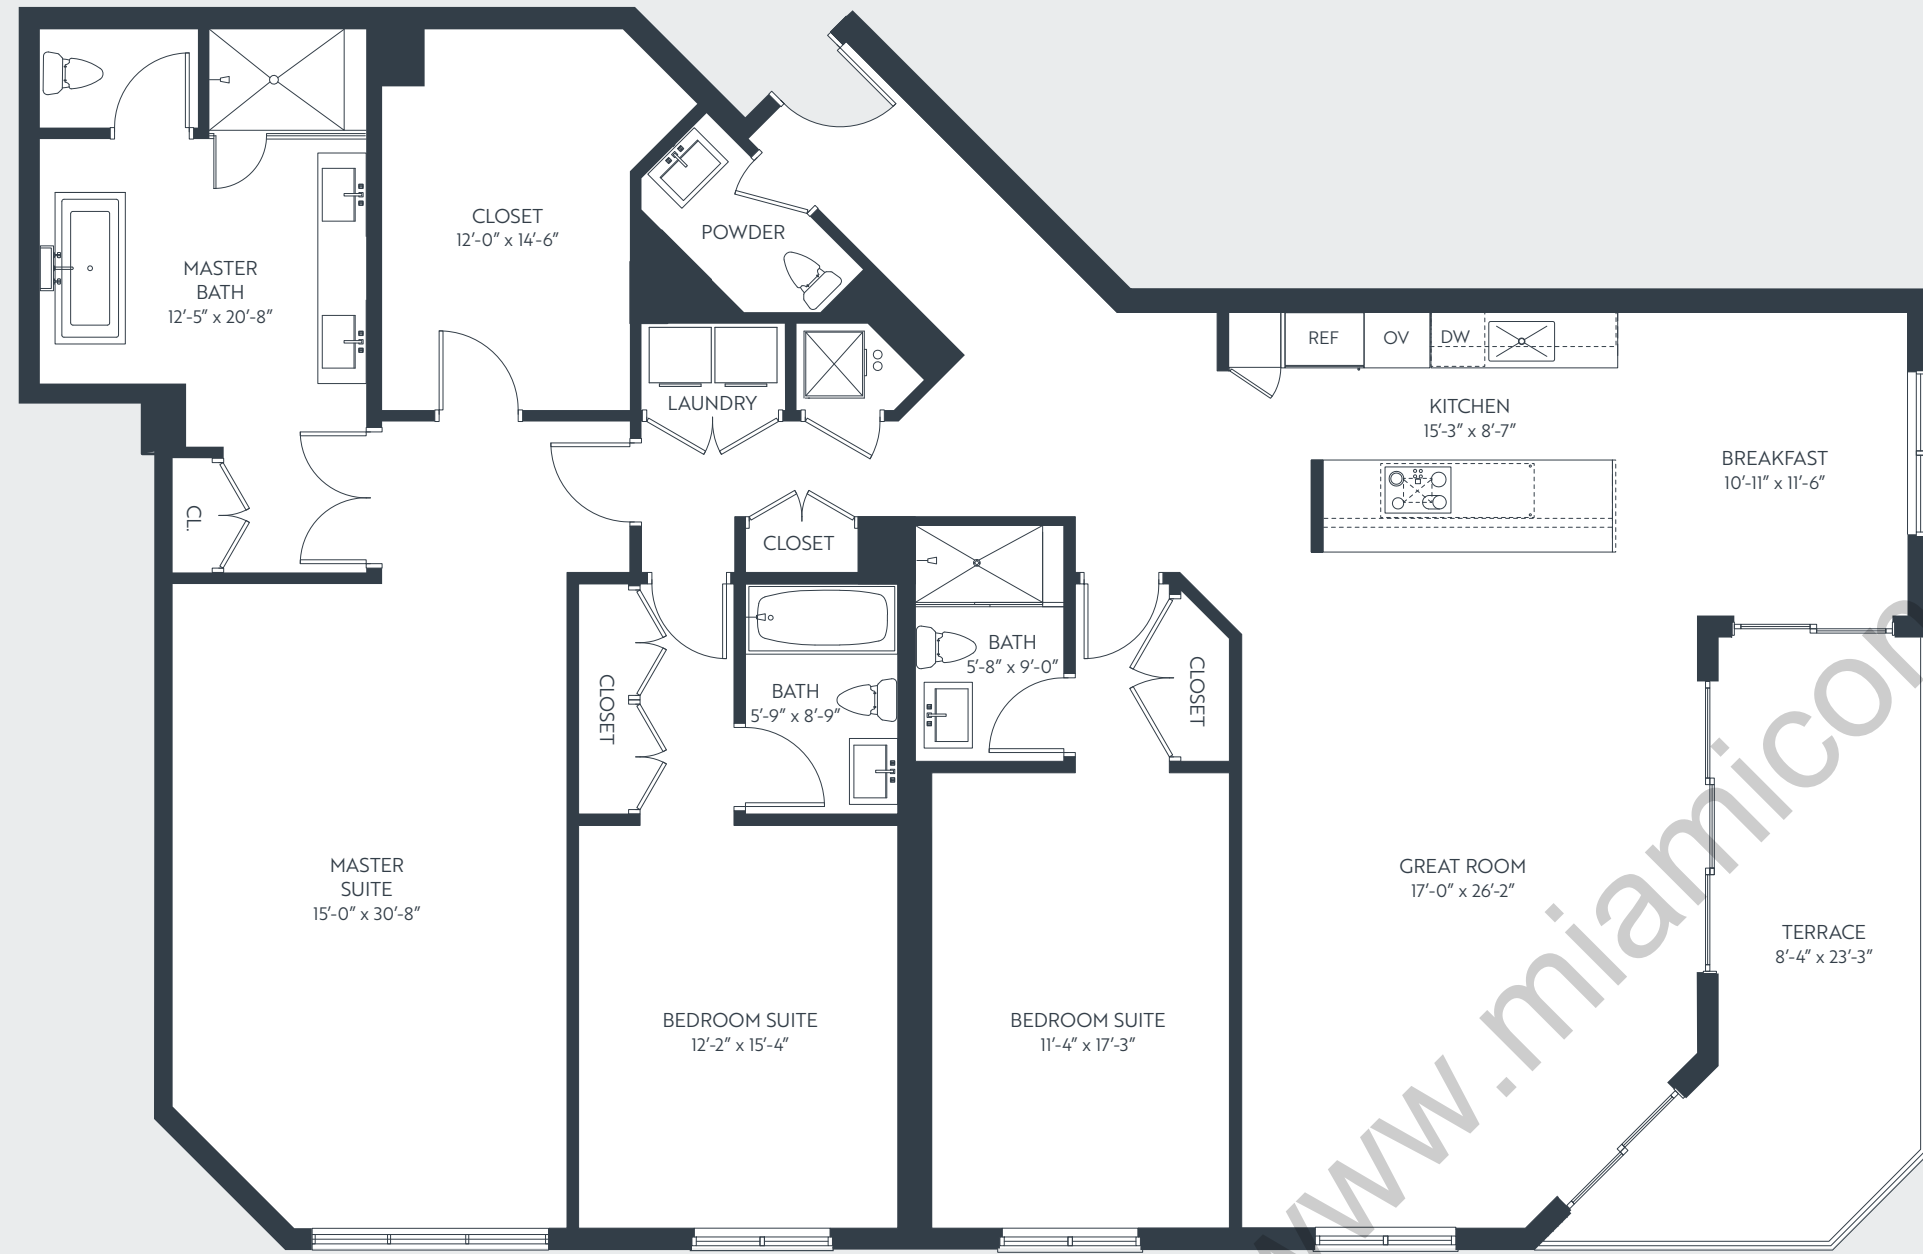 CLOSET
12'-0" x 14'-6"
POWDER
MASTER
BATH
12'-5" x 20'-8"
LAUNDRY
REF
OV
DW
KITCHEN
15'-3" x 8'-7"
BREAKFAST
10'-11" x 11'-6"
CL.
CLOSET
BATH
5'-8" x 9'-0"
CLOSET
CLOSET
BATH
5'-9" x 8'-9"
MASTER
SUITE
15'-0" x 30'-8"
GREAT ROOM
17'-0" x 26'-2"
TERRACE
8'-4" x 23'-3"
BEDROOM SUITE
12'-2" x 15'-4"
BEDROOM SUITE
11'-4" x 17'-3"
www.miamicon